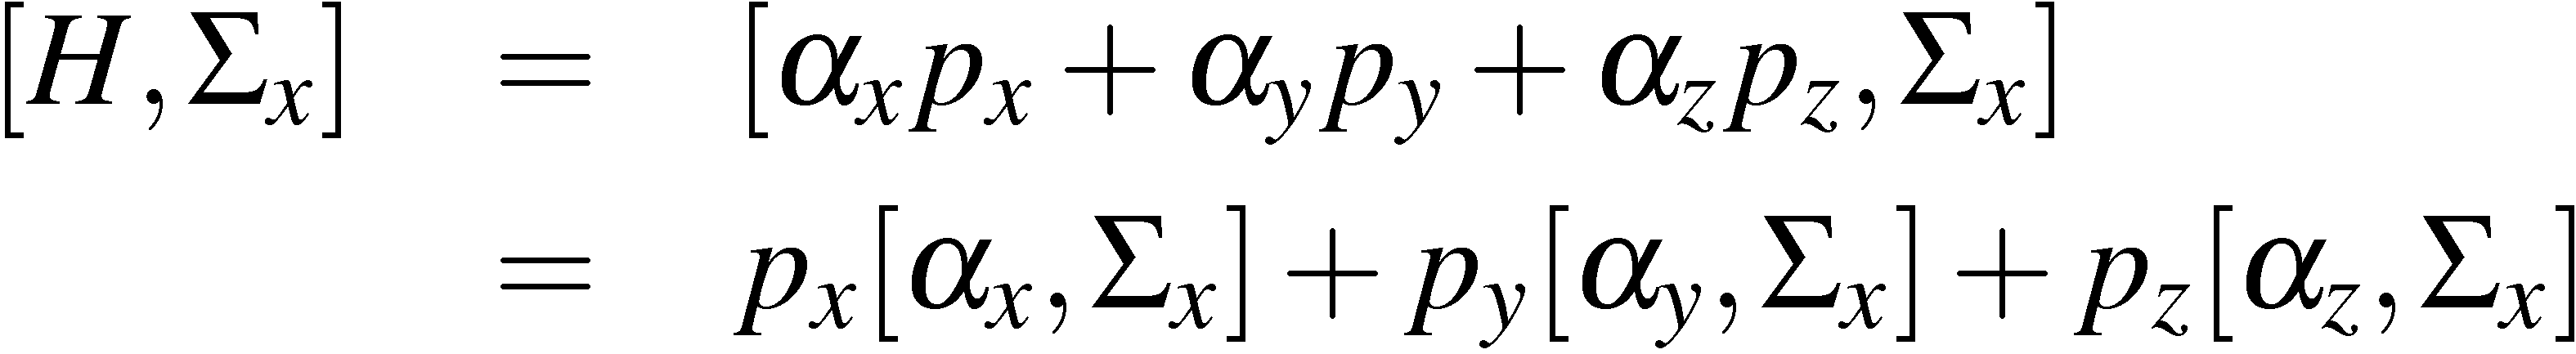 [H, Σ_x] = [α_x p_x + α_y p_y + α_z p_z, Σ_x]
= p_x[α_x, Σ_x] + p_y[α_y, Σ_x] + p_z[α_z, Σ_x]